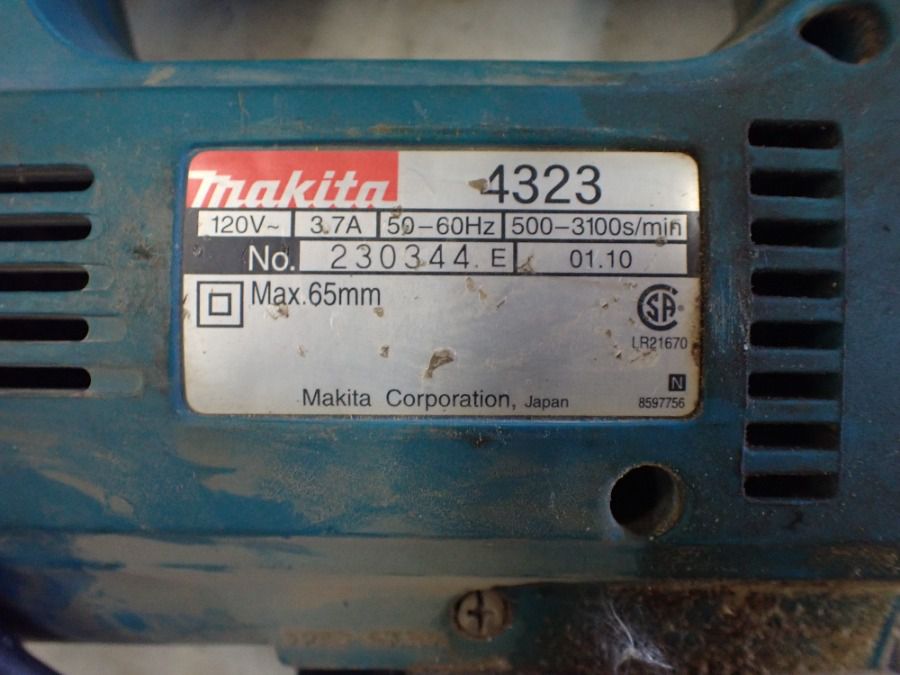 makita 4323
120V~ 3.7A 50-60Hz 500-3100s/min
No. 230344 E 01.10
Max.65mm
LR21670
N
Makita Corporation, Japan 8597756